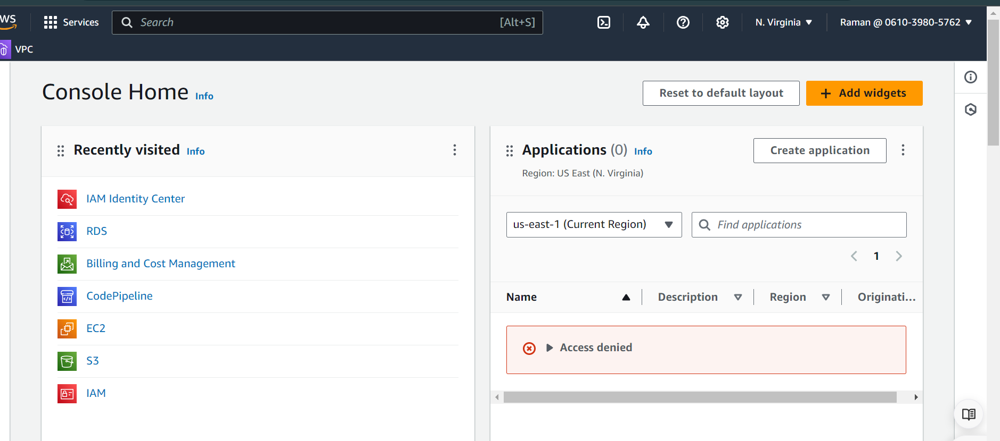 WS
Services
Search
[Alt+S]
N. Virginia
Raman @ 0610-3980-5762
VPC
Console Home
Info
Reset to default layout
+ Add widgets
Recently visited
Info
IAM Identity Center
RDS
Billing and Cost Management
CodePipeline
EC2
S3
IAM
Applications (0)
Info
Create application
Region: US East (N. Virginia)
us-east-1 (Current Region)
Find applications
1
Name
Description
Region
Originati...
Access denied